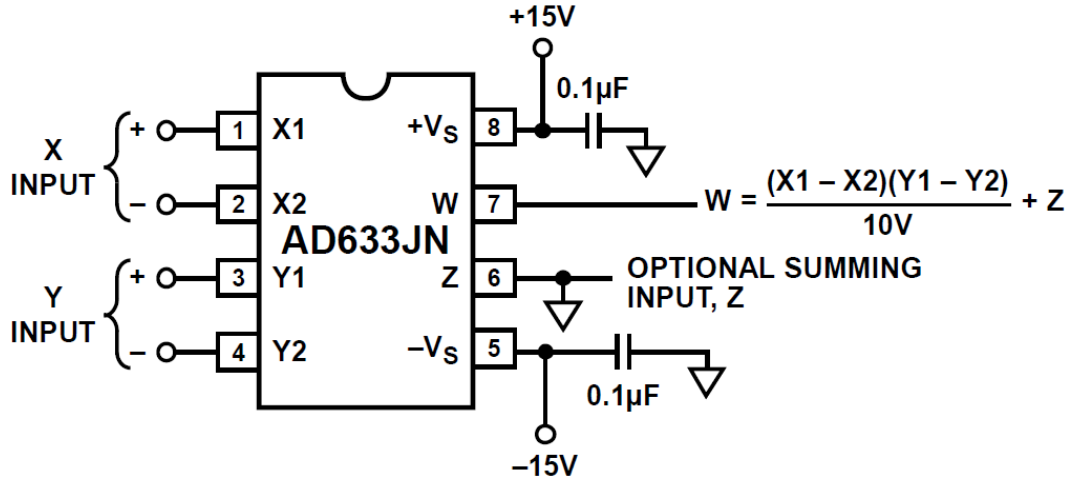 +15V
0.1µF
X
INPUT
+
–
1
X1
2
X2
Y
INPUT
+
–
3
Y1
4
Y2
AD633JN
+VS
8
W
7
Z
6
–VS
5
W = (X1 – X2)(Y1 – Y2) / 10V + Z
OPTIONAL SUMMING
INPUT, Z
0.1µF
–15V